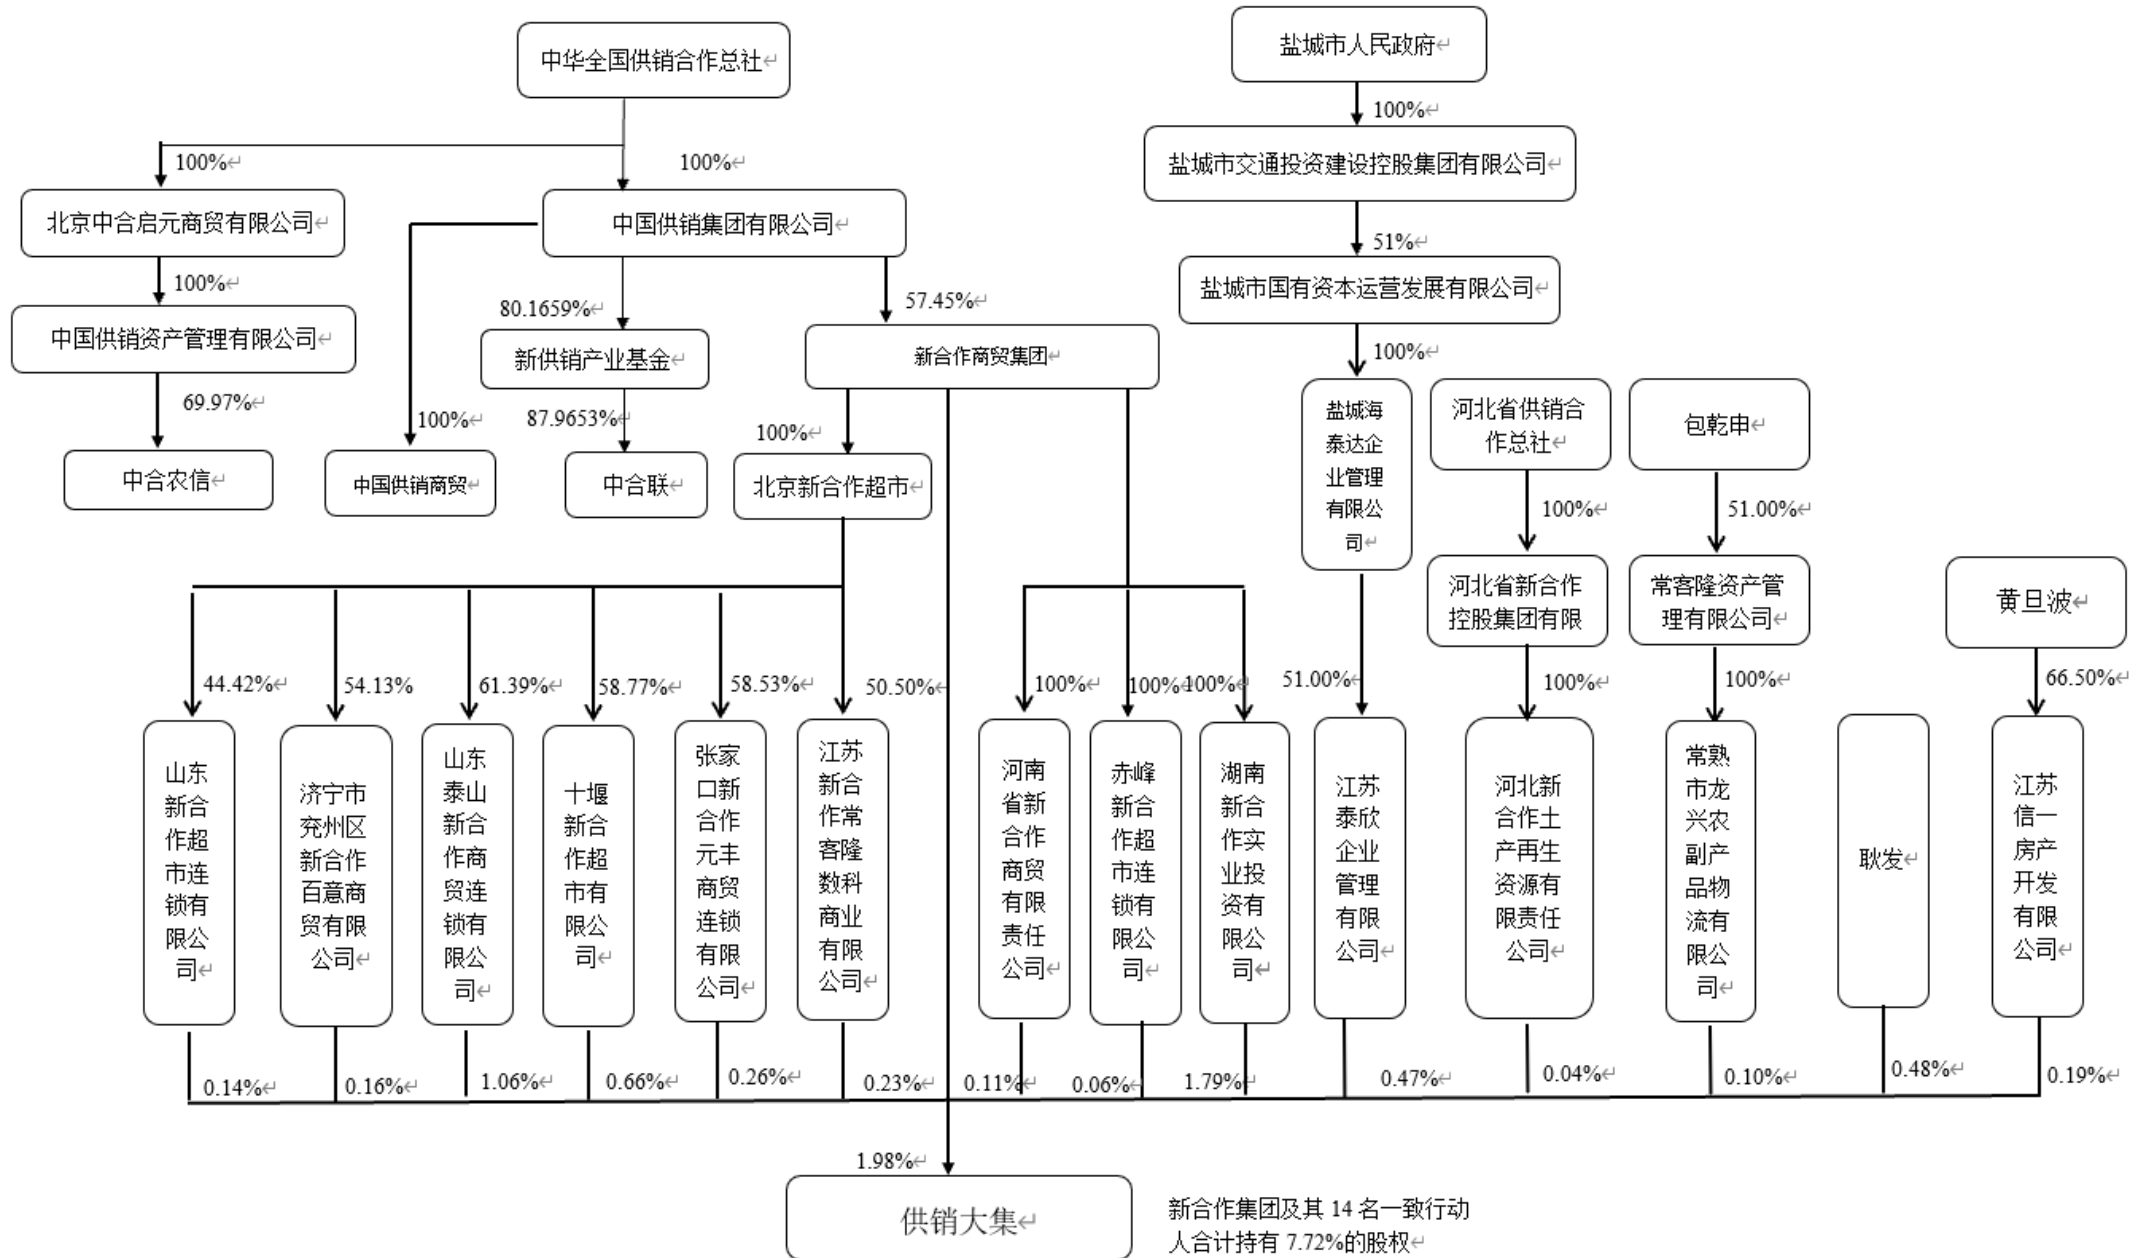 中华全国供销合作总社
盐城市人民政府
100%
盐城市交通投资建设控股集团有限公司
100%
100%
北京中合启元商贸有限公司
中国供销集团有限公司
51%
盐城市国有资本运营发展有限公司
100%
80.1659%
57.45%
中国供销资产管理有限公司
新供销产业基金
新合作商贸集团
100%
69.97%
100%
87.9653%
100%
盐城海
泰达企
业管理
有限公
司
河北省供销合
作总社
包乾申
中合农信
中国供销商贸
中合联
北京新合作超市
100%
51.00%
河北省新合作
控股集团有限
常客隆资产管
理有限公司
黄旦波
44.42%
54.13%
61.39%
58.77%
58.53%
50.50%
100%
100%
100%
51.00%
100%
100%
66.50%
山东
新合
作超
市连
锁有
限公
司
济宁市
兖州区
新合作
百意商
贸有限
公司
山东
泰山
新合
作商
贸连
锁有
限公
司
十堰
新合
作超
市有
限公
司
张家
口新
合作
元丰
商贸
连锁
有限
公司
江苏
新合
作常
客隆
数科
商业
有限
公司
河南
省新
合作
商贸
有限
责任
公司
赤峰
新合
作超
市连
锁有
限公
司
湖南
新合
作实
业投
资有
限公
司
江苏
泰欣
企业
管理
有限
公司
河北新
合作土
产再生
资源有
限责任
公司
常熟
市龙
兴农
副产
品物
流有
限公
司
耿发
江苏
信一
房产
开发
有限
公司
0.14%
0.16%
1.06%
0.66%
0.26%
0.23%
0.11%
0.06%
1.79%
0.47%
0.04%
0.10%
0.48%
0.19%
1.98%
供销大集
新合作集团及其 14 名一致行动
人合计持有 7.72%的股权